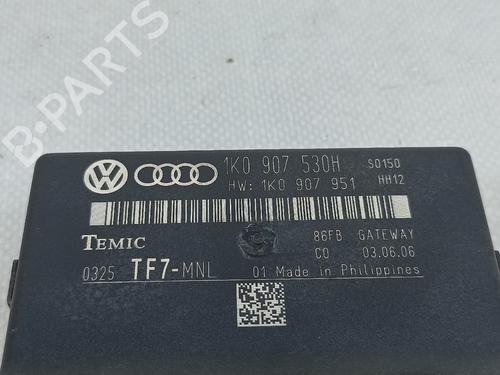 1K0 907 530H S0150
HW: 1K0 907 951 HH12
TEMIC
86FB GATEWAY
C0 03.06.06
0325 TF7-MNL 01 Made in Philippines
B-PARTS